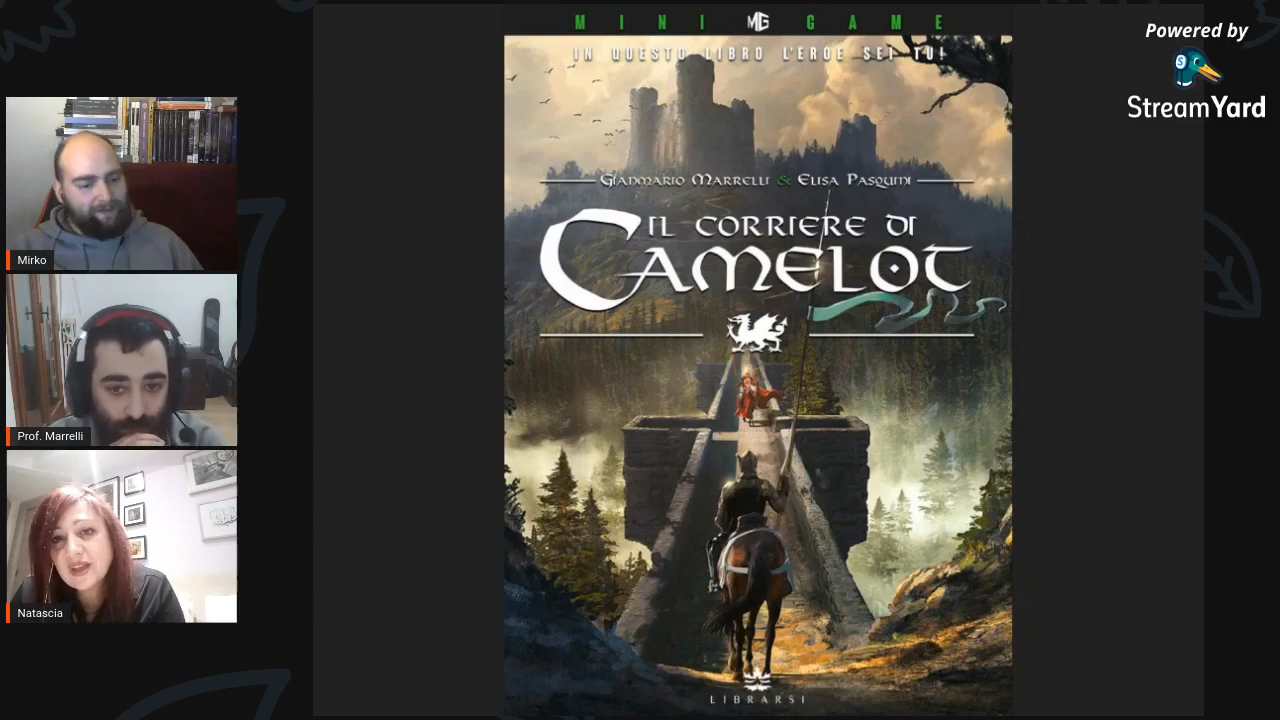 MINI MG GAME
IN QUESTO LIBRO L'EROE SEI TU!
Gianmario Marrelli & Elisa Pasquini
IL CORRIERE DI
CAMELOT
LIBRARSI
Powered by
StreamYard
Mirko
Prof. Marrelli
Natascia